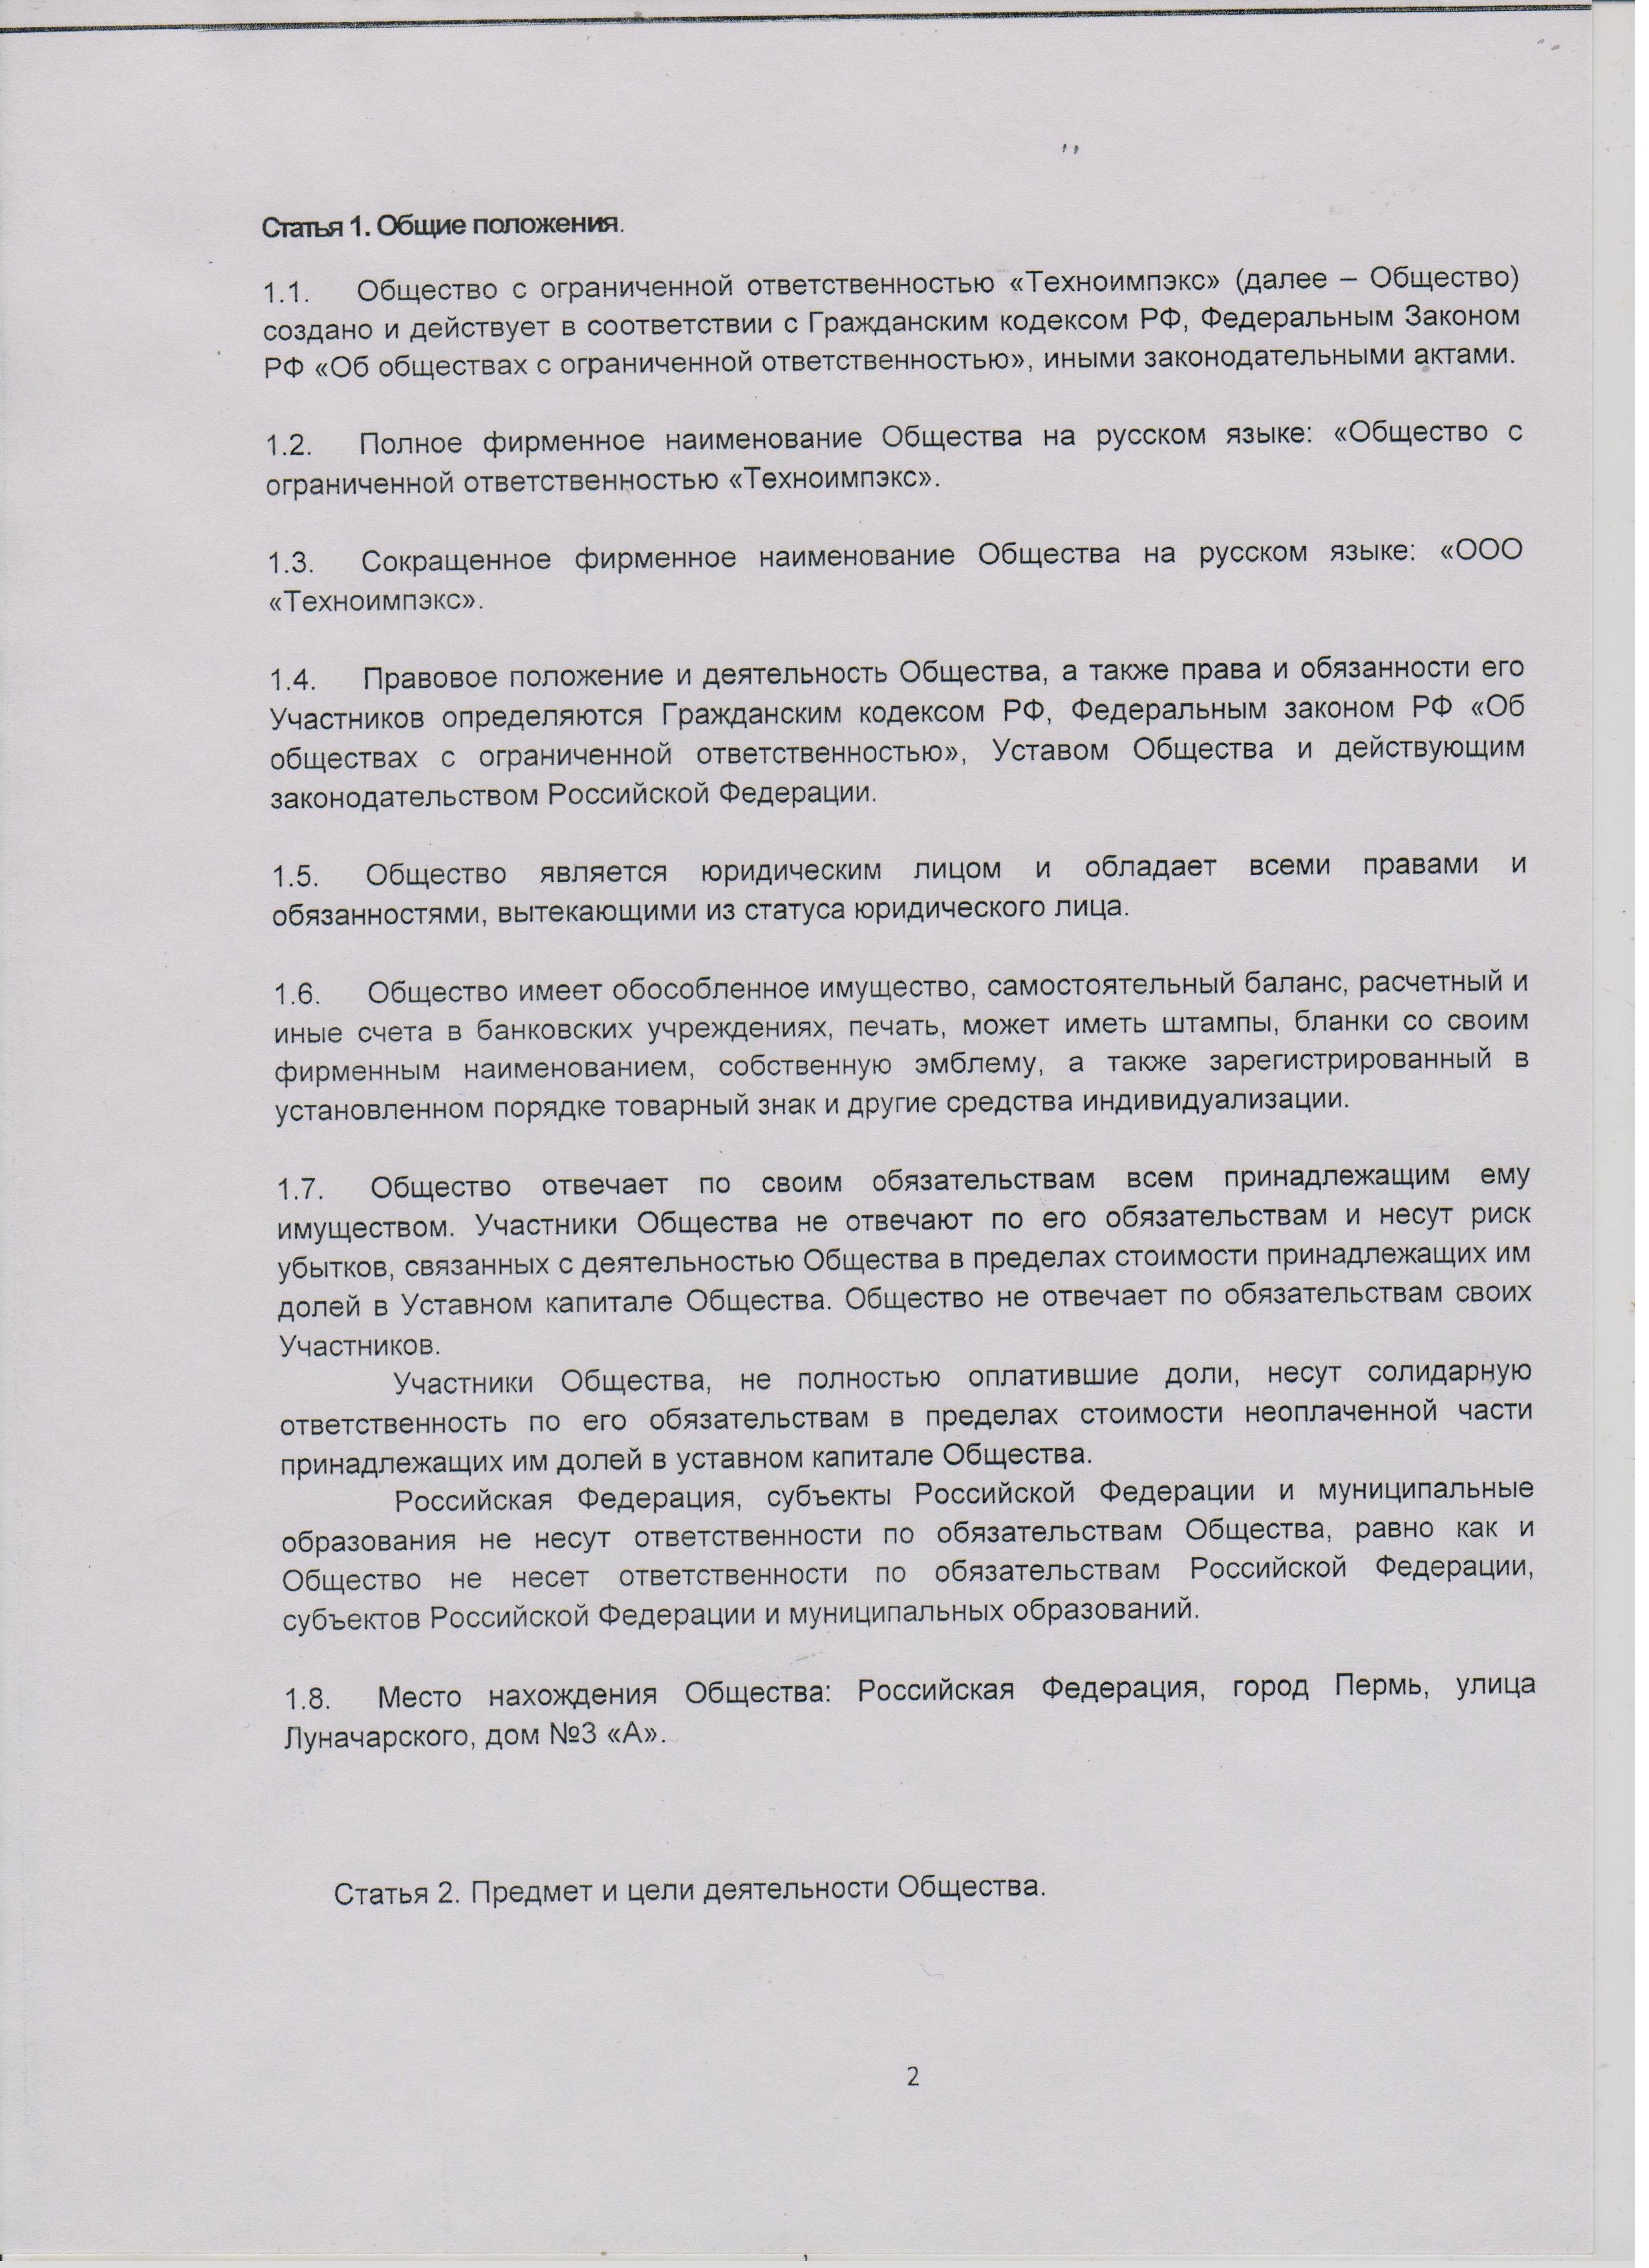 Статья 1. Общие положения.
1.1. Общество с ограниченной ответственностью «Техноимпэкс» (далее – Общество)
создано и действует в соответствии с Гражданским кодексом РФ, Федеральным Законом
РФ «Об обществах с ограниченной ответственностью», иными законодательными актами.
1.2. Полное фирменное наименование Общества на русском языке: «Общество с
ограниченной ответственностью «Техноимпэкс».
1.3. Сокращенное фирменное наименование Общества на русском языке: «ООО
«Техноимпэкс».
1.4. Правовое положение и деятельность Общества, а также права и обязанности его
Участников определяются Гражданским кодексом РФ, Федеральным законом РФ «Об
обществах с ограниченной ответственностью», Уставом Общества и действующим
законодательством Российской Федерации.
1.5. Общество является юридическим лицом и обладает всеми правами и
обязанностями, вытекающими из статуса юридического лица.
1.6. Общество имеет обособленное имущество, самостоятельный баланс, расчетный и
иные счета в банковских учреждениях, печать, может иметь штампы, бланки со своим
фирменным наименованием, собственную эмблему, а также зарегистрированный в
установленном порядке товарный знак и другие средства индивидуализации.
1.7. Общество отвечает по своим обязательствам всем принадлежащим ему
имуществом. Участники Общества не отвечают по его обязательствам и несут риск
убытков, связанных с деятельностью Общества в пределах стоимости принадлежащих им
долей в Уставном капитале Общества. Общество не отвечает по обязательствам своих
Участников.
Участники Общества, не полностью оплатившие доли, несут солидарную
ответственность по его обязательствам в пределах стоимости неоплаченной части
принадлежащих им долей в уставном капитале Общества.
Российская Федерация, субъекты Российской Федерации и муниципальные
образования не несут ответственности по обязательствам Общества, равно как и
Общество не несет ответственности по обязательствам Российской Федерации,
субъектов Российской Федерации и муниципальных образований.
1.8. Место нахождения Общества: Российская Федерация, город Пермь, улица
Луначарского, дом №3 «А».
Статья 2. Предмет и цели деятельности Общества.
2